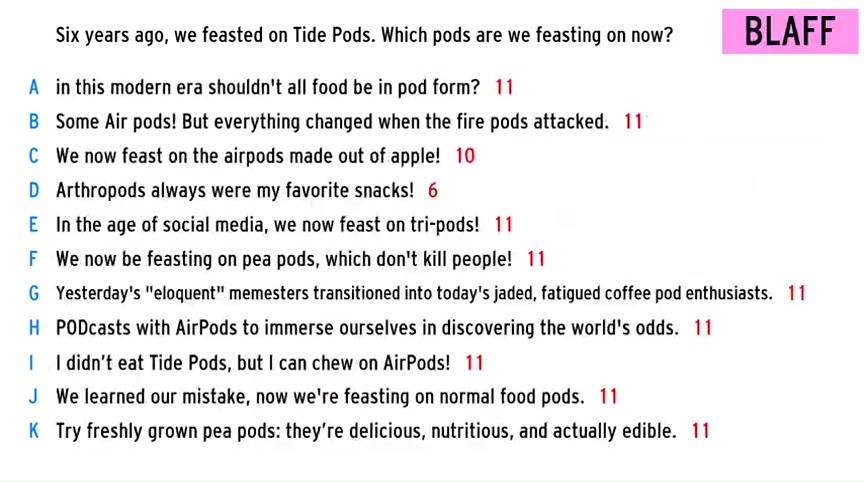 Six years ago, we feasted on Tide Pods. Which pods are we feasting on now?
BLAFF
A in this modern era shouldn't all food be in pod form? 11
B Some Air pods! But everything changed when the fire pods attacked. 11
C We now feast on the airpods made out of apple! 10
D Arthropods always were my favorite snacks! 6
E In the age of social media, we now feast on tri-pods! 11
F We now be feasting on pea pods, which don't kill people! 11
G Yesterday's "eloquent" memesters transitioned into today's jaded, fatigued coffee pod enthusiasts. 11
H PODcasts with AirPods to immerse ourselves in discovering the world's odds. 11
I I didn’t eat Tide Pods, but I can chew on AirPods! 11
J We learned our mistake, now we're feasting on normal food pods. 11
K Try freshly grown pea pods: they’re delicious, nutritious, and actually edible. 11